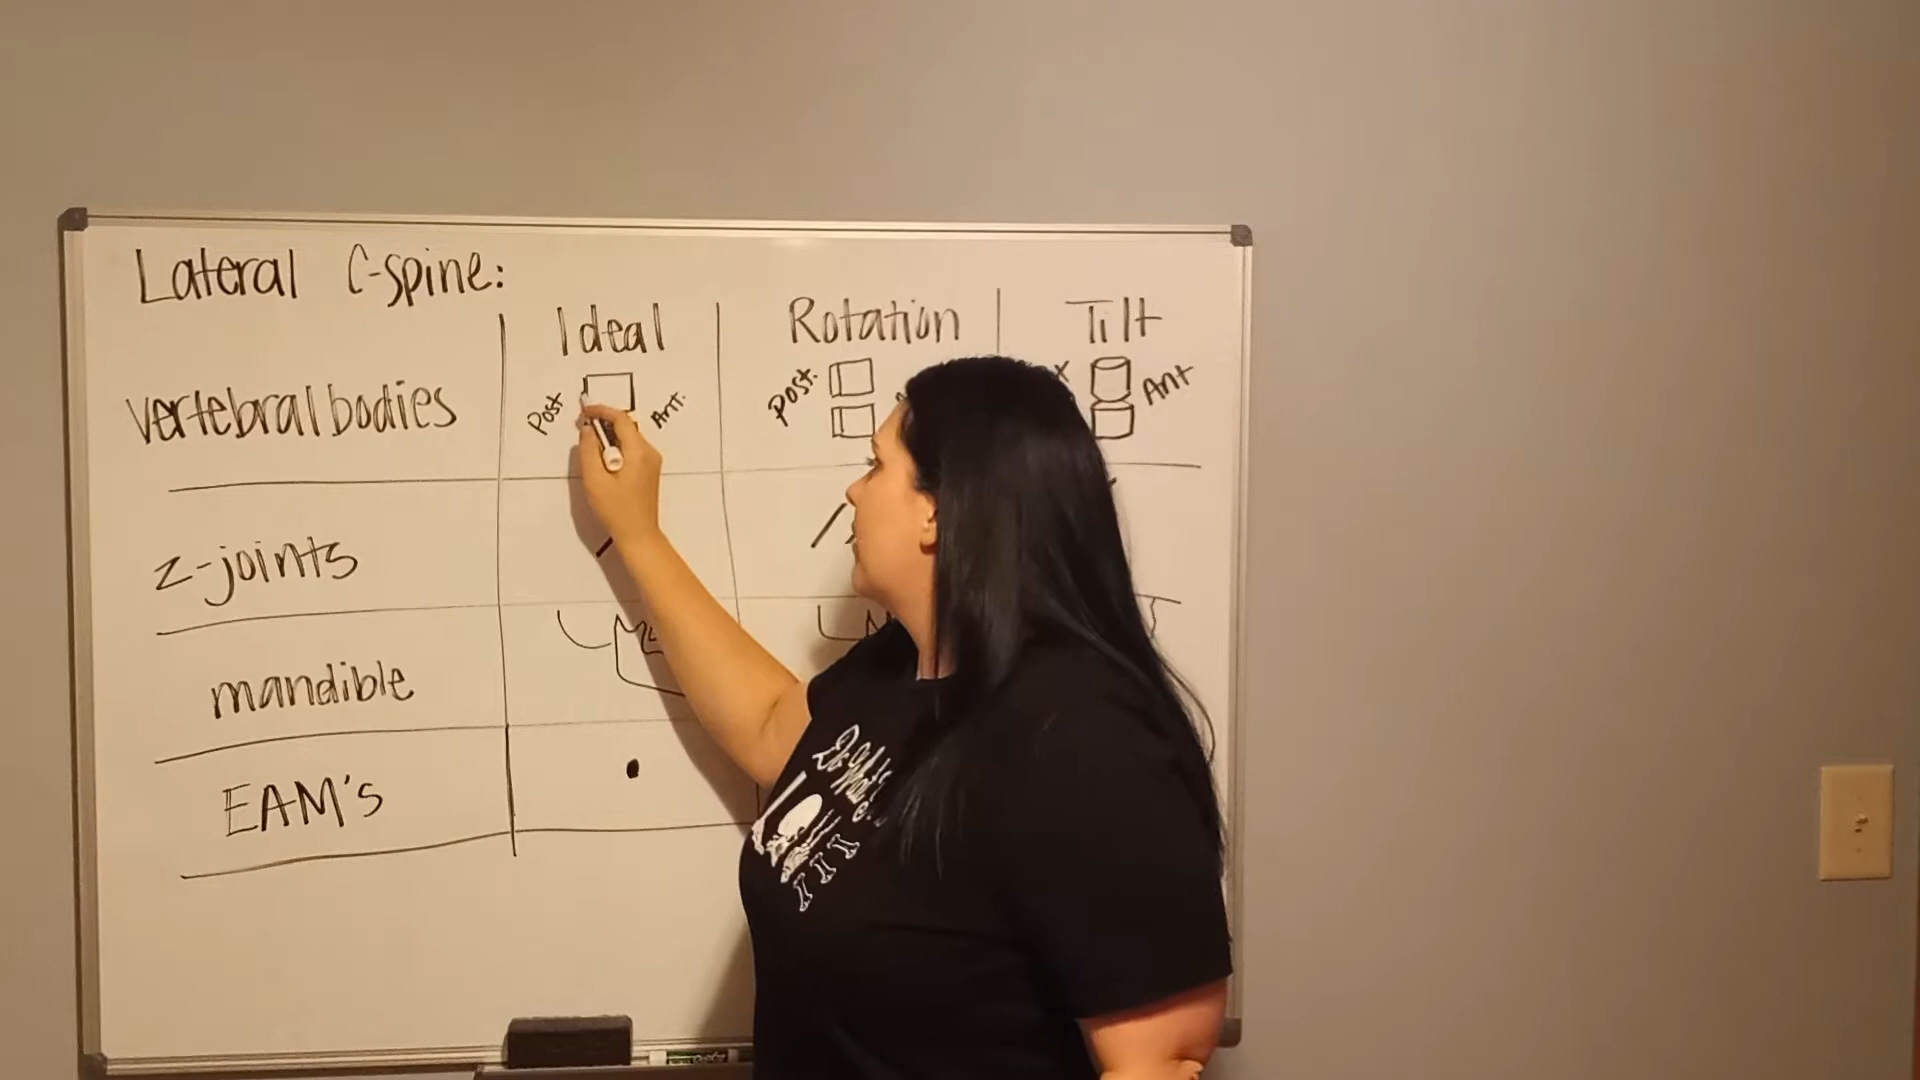 Lateral C-spine:
Ideal Rotation Tilt
vertebral bodies Post Ant. post. Ant
z-joints
mandible
EAM's